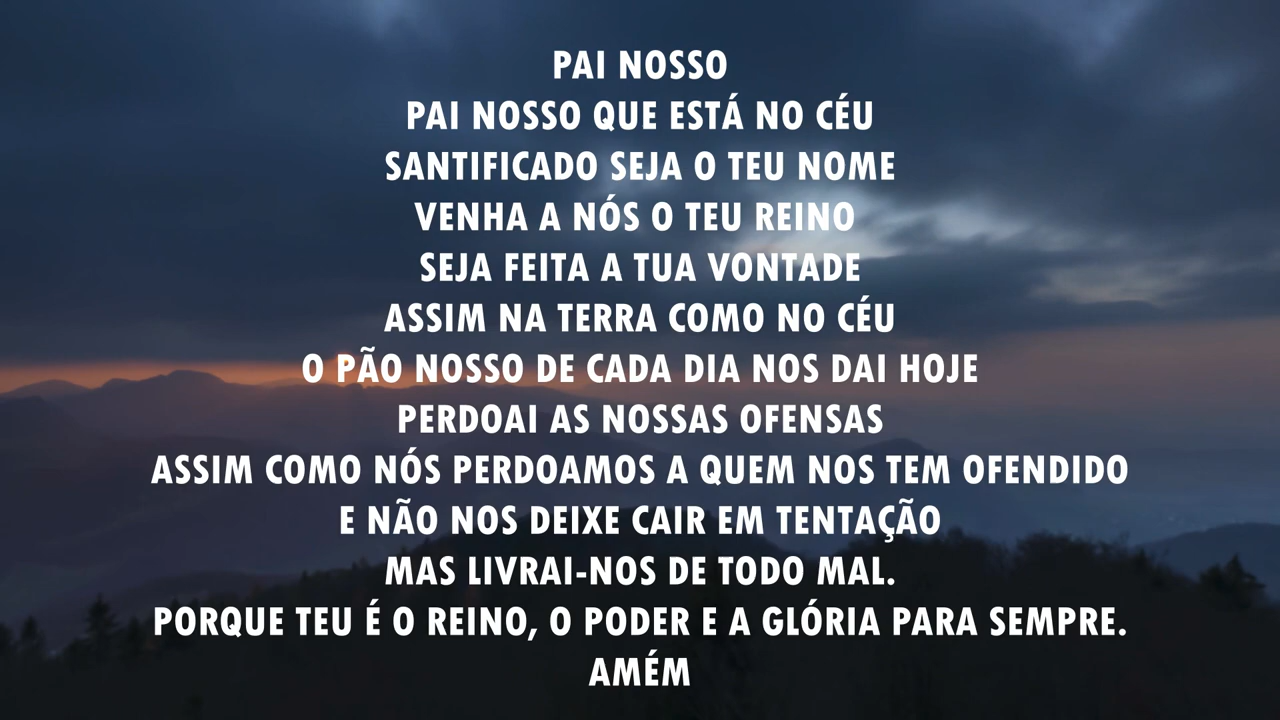 PAI NOSSO
PAI NOSSO QUE ESTÁ NO CÉU
SANTIFICADO SEJA O TEU NOME
VENHA A NÓS O TEU REINO
SEJA FEITA A TUA VONTADE
ASSIM NA TERRA COMO NO CÉU
O PÃO NOSSO DE CADA DIA NOS DAI HOJE
PERDOAI AS NOSSAS OFENSAS
ASSIM COMO NÓS PERDOAMOS A QUEM NOS TEM OFENDIDO
E NÃO NOS DEIXE CAIR EM TENTAÇÃO
MAS LIVRAI-NOS DE TODO MAL.
PORQUE TEU É O REINO, O PODER E A GLÓRIA PARA SEMPRE.
AMÉM